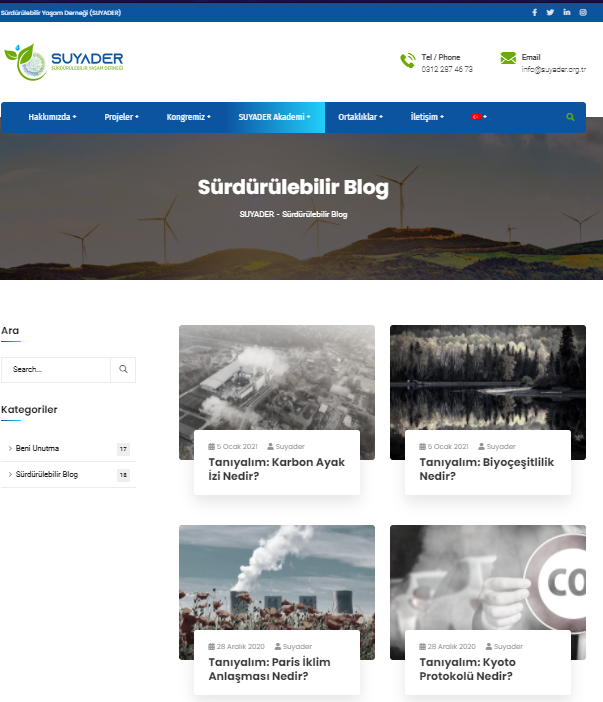 Sürdürülebilir Yaşam Derneği (SUYADER)
SUYADER
SÜRDÜRÜLEBİLİR YAŞAM DERNEĞİ
Tel / Phone
0312 287 46 73
Email
info@suyader.org.tr
Hakkımızda +
Projeler +
Kongremiz +
SUYADER Akademi +
Ortaklıklar +
İletişim +
+
Sürdürülebilir Blog
SUYADER - Sürdürülebilir Blog
Ara
Search...
Kategoriler
Beni Unutma 17
Sürdürülebilir Blog 18
5 Ocak 2021 Suyader
Tanıyalım: Karbon Ayak
İzi Nedir?
5 Ocak 2021 Suyader
Tanıyalım: Biyoçeşitlilik
Nedir?
28 Aralık 2020 Suyader
Tanıyalım: Paris İklim
Anlaşması Nedir?
CO
28 Aralık 2020 Suyader
Tanıyalım: Kyoto
Protokolü Nedir?